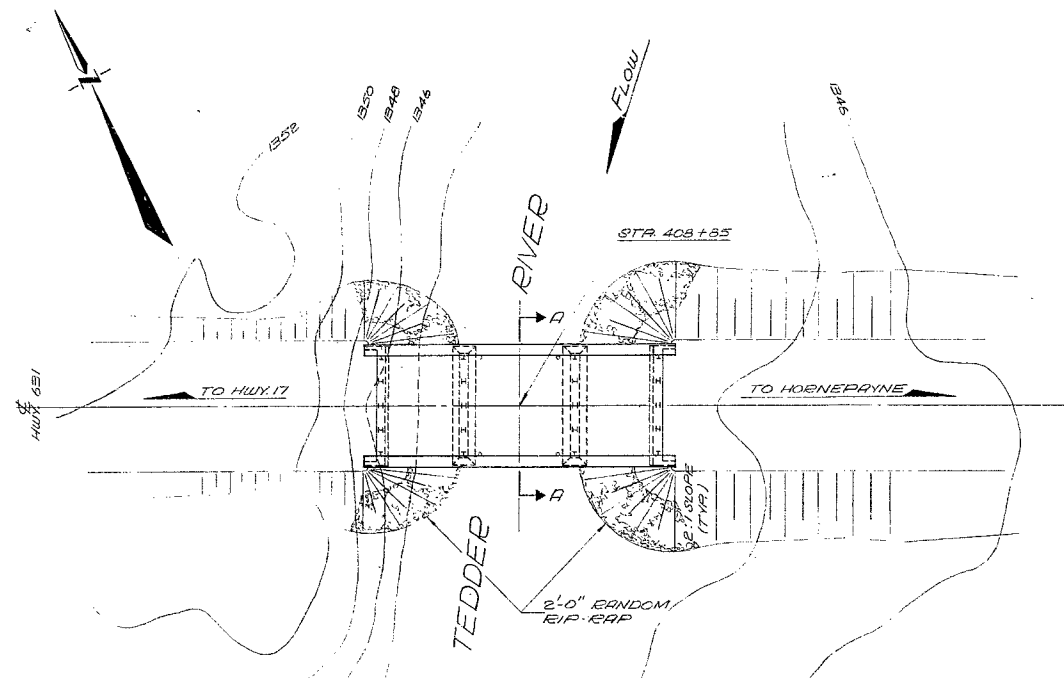 N
1352
1350
1348
1346
FLOW
1346
RIVER
STA. 408+85
A
TO HWY. 17
TO HORNEPAYNE
℄
HWY. 631
A
2:1 SLOPE
(TYP.)
TEDDER
2'-0" RANDOM
RIP-RAP